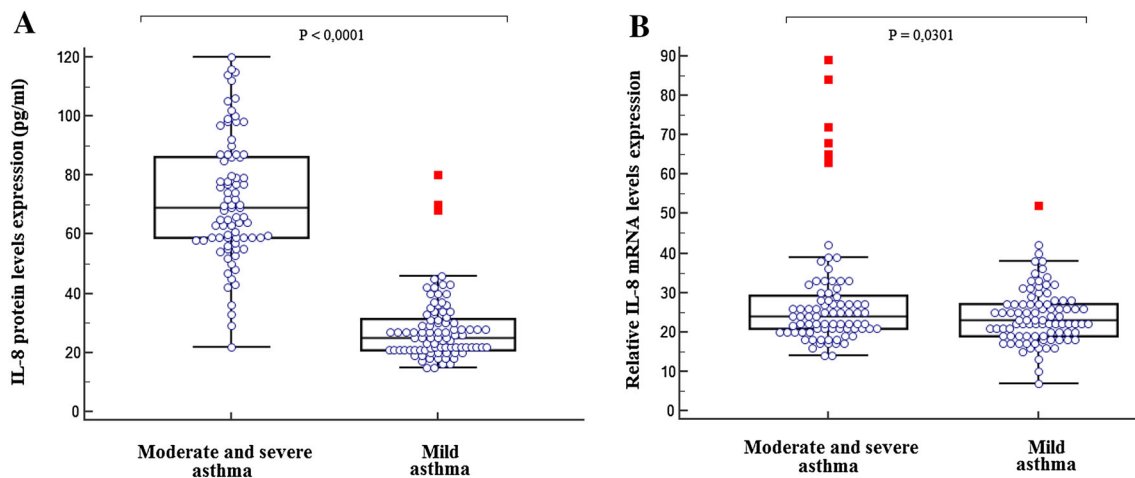 A
P < 0,0001
IL-8 protein levels expression (pg/ml)
120
100
80
60
40
20
0
Moderate and severe
asthma
Mild
asthma
B
P = 0,0301
Relative IL-8 mRNA levels expression
90
80
70
60
50
40
30
20
10
0
Moderate and severe
asthma
Mild
asthma